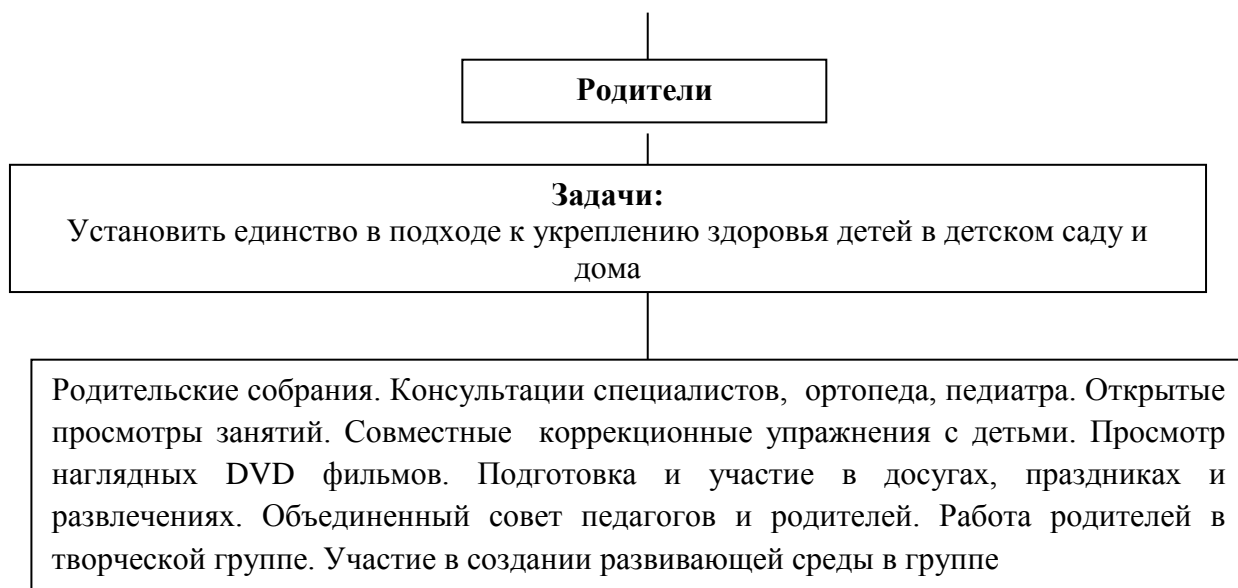 Родители
Задачи:
Установить единство в подходе к укреплению здоровья детей в детском саду и
дома
Родительские собрания. Консультации специалистов, ортопеда, педиатра. Открытые
просмотры занятий. Совместные коррекционные упражнения с детьми. Просмотр
наглядных DVD фильмов. Подготовка и участие в досугах, праздниках и
развлечениях. Объединенный совет педагогов и родителей. Работа родителей в
творческой группе. Участие в создании развивающей среды в группе